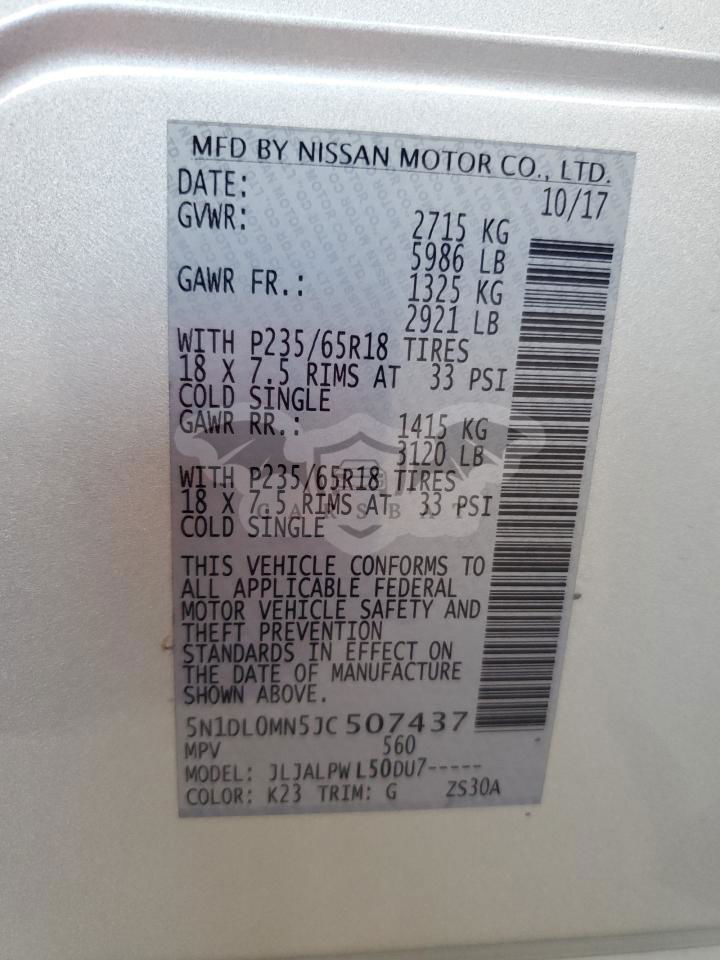 MFD BY NISSAN MOTOR CO., LTD.
DATE: 10/17
GVWR: 2715 KG
5986 LB
GAWR FR.: 1325 KG
2921 LB
WITH P235/65R18 TIRES
18 X 7.5 RIMS AT 33 PSI
COLD SINGLE
GAWR RR.: 1415 KG
3120 LB
WITH P235/65R18 TIRES
18 X 7.5 RIMS AT 33 PSI
COLD SINGLE
THIS VEHICLE CONFORMS TO
ALL APPLICABLE FEDERAL
MOTOR VEHICLE SAFETY AND
THEFT PREVENTION
STANDARDS IN EFFECT ON
THE DATE OF MANUFACTURE
SHOWN ABOVE.
5N1DL0MN5JC507437
MPV 560
MODEL: JLJALPWL50DU7-----
COLOR: K23 TRIM: G ZS30A